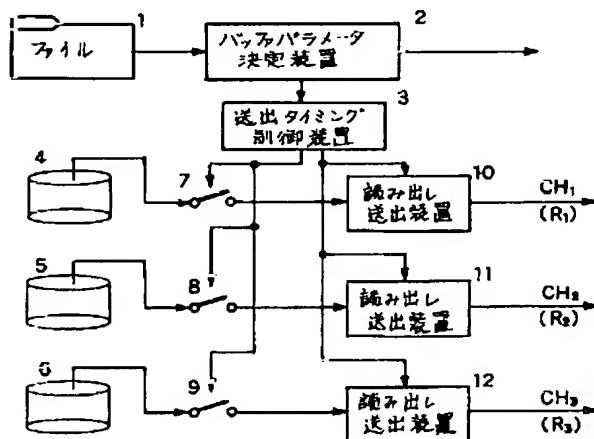 1
ファイル
2
バッファパラメータ
決定装置
3
送出タイミング
制御装置
4
7
10
読み出し
送出装置
CH₁
(R₁)
5
8
11
読み出し
送出装置
CH₂
(R₂)
6
9
12
読み出し
送出装置
CH₃
(R₃)